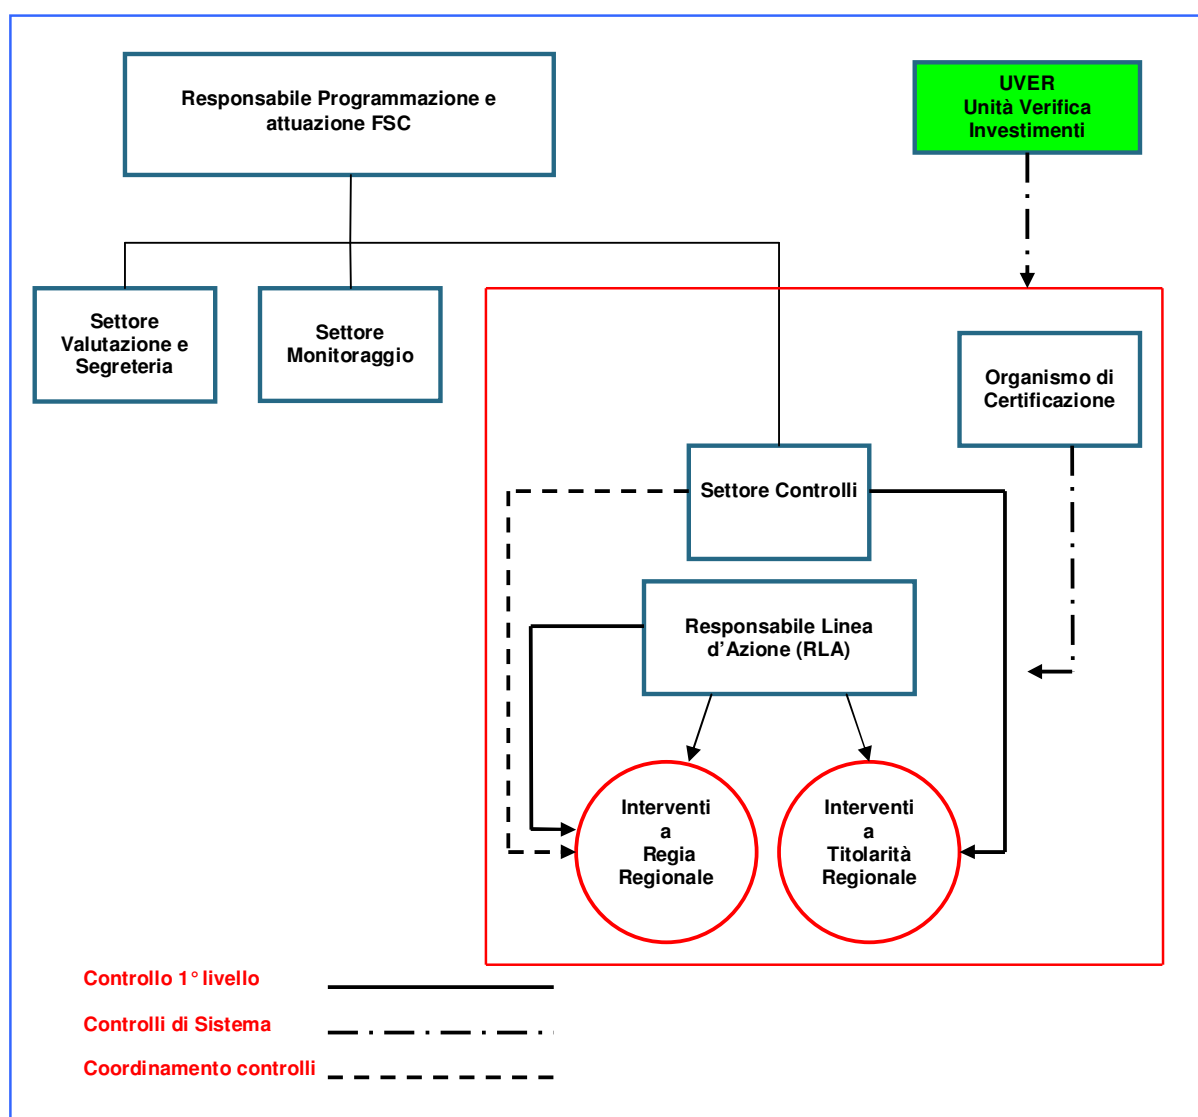 Responsabile Programmazione e
attuazione FSC
UVER
Unità Verifica
Investimenti
Settore
Valutazione e
Segreteria
Settore
Monitoraggio
Organismo di
Certificazione
Settore Controlli
Responsabile Linea
d’Azione (RLA)
Interventi
a
Regia
Regionale
Interventi
a
Titolarità
Regionale
Controllo 1° livello
Controlli di Sistema
Coordinamento controlli